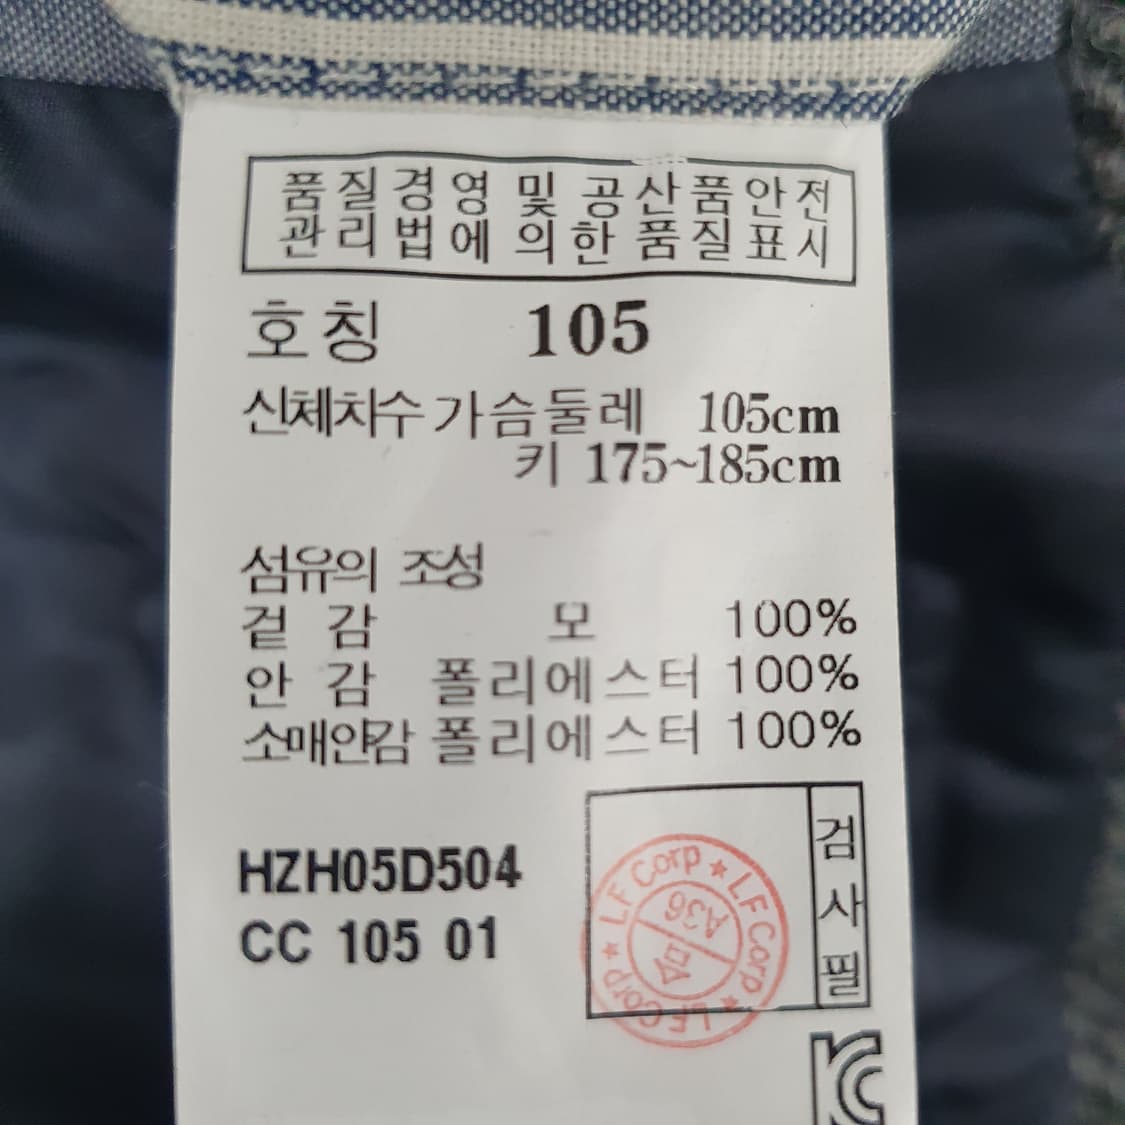 품질경영 및 공산품안전
관리법에 의한 품질표시
호칭 105
신체차수 가슴둘레 105cm
키 175~185cm
섬유의 조성
겉 감 모 100%
안 감 폴리에스터 100%
소매안감 폴리에스터 100%
HZH05D504
CC 105 01
검사필
LF Corp ★ LF Corp ★ LF Corp ★
A36
KC